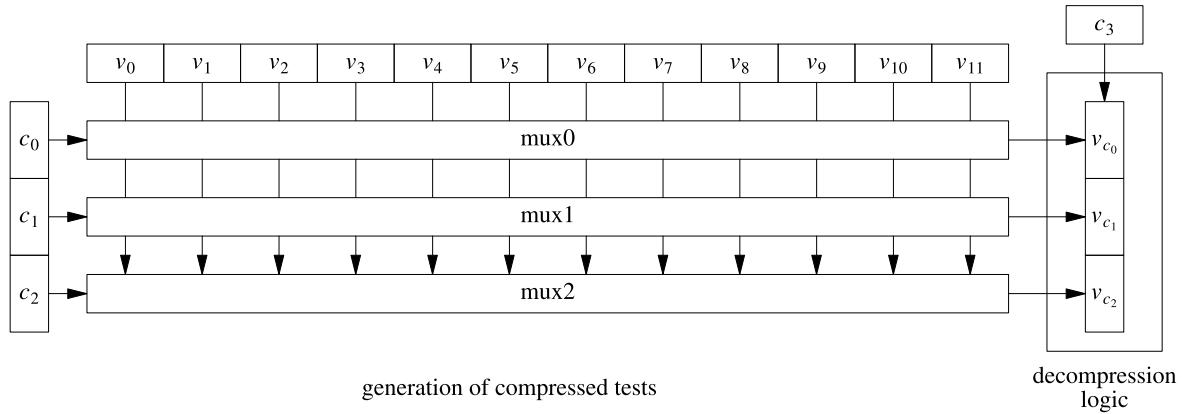 c3
v0 v1 v2 v3 v4 v5 v6 v7 v8 v9 v10 v11
c0 mux0 vc0
c1 mux1 vc1
c2 mux2 vc2
generation of compressed tests
decompression
logic